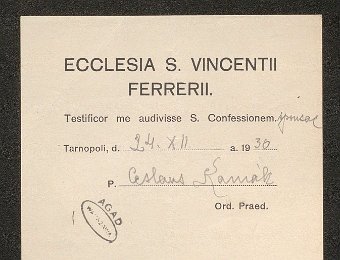 ECCLESIA S. VINCENTII
FERRERII.
Testificor me audivisse S. Confessionem.
Tarnopoli, d. 24. XII a. 1930
P. Ceslaus
Ord. Praed.
AGAD